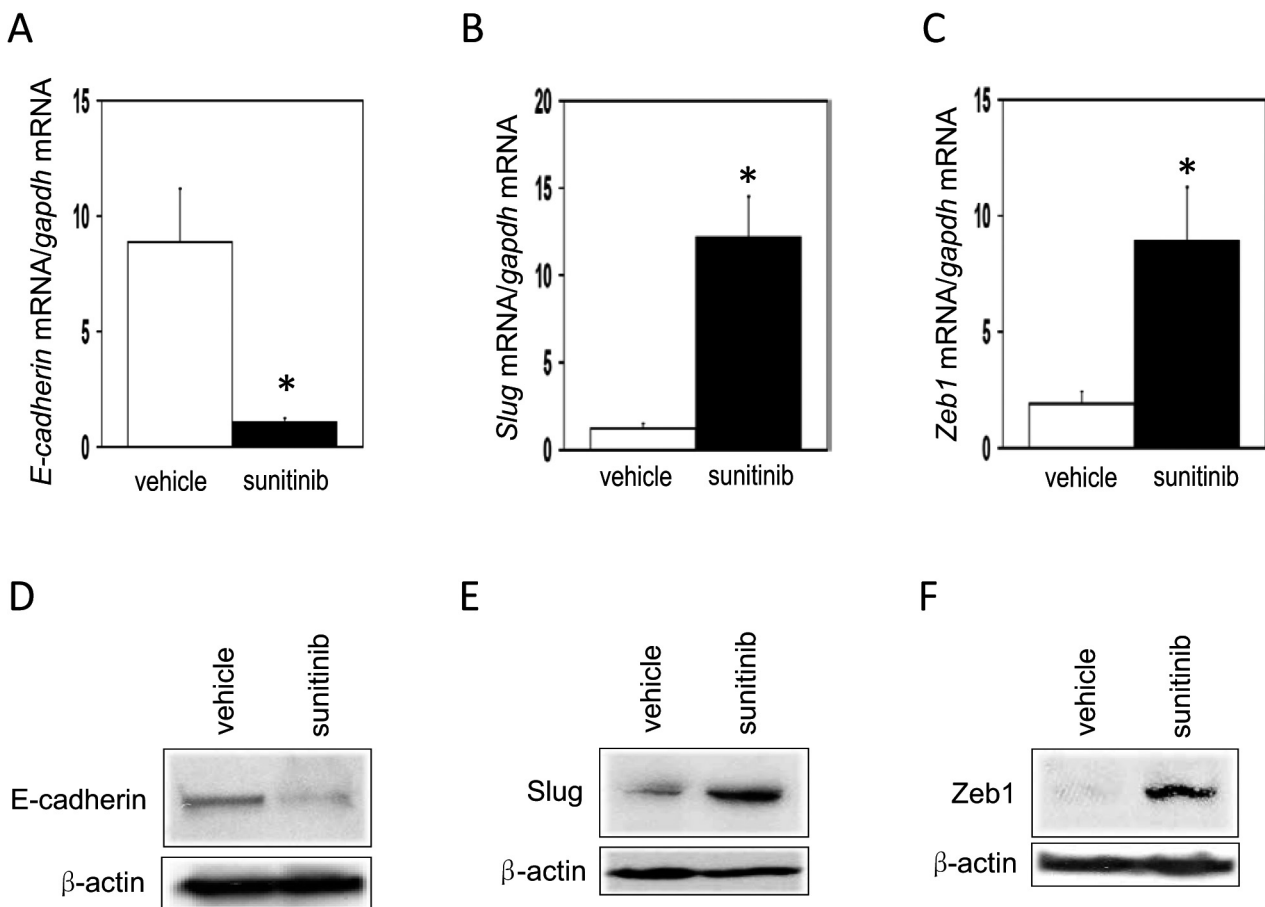 A
E-cadherin mRNA/gapdh mRNA
15
10
5
0
*
vehicle
sunitinib
B
Slug mRNA/gapdh mRNA
20
15
10
5
0
*
vehicle
sunitinib
C
Zeb1 mRNA/gapdh mRNA
15
10
5
0
*
vehicle
sunitinib
D
vehicle
sunitinib
E-cadherin
β-actin
E
vehicle
sunitinib
Slug
β-actin
F
vehicle
sunitinib
Zeb1
β-actin